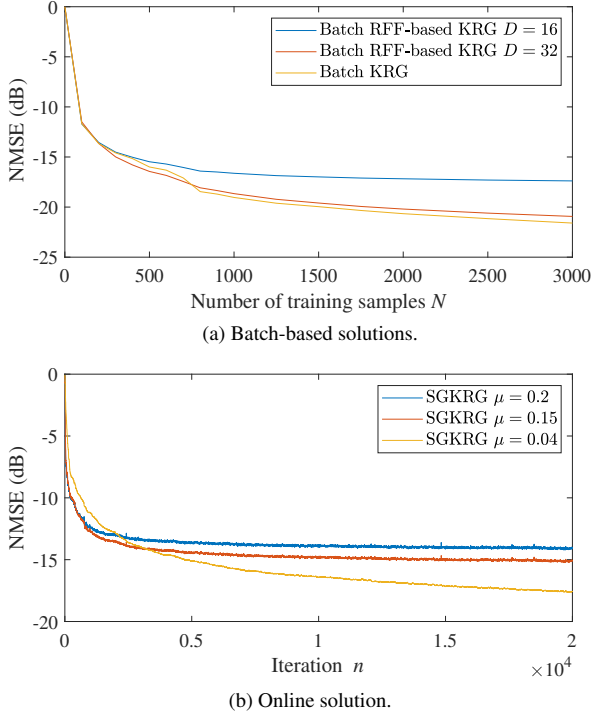 0
-5
-10
-15
-20
-25
NMSE (dB)
Batch RFF-based KRG D = 16
Batch RFF-based KRG D = 32
Batch KRG
0 500 1000 1500 2000 2500 3000
Number of training samples N
(a) Batch-based solutions.
0
-5
-10
-15
-20
NMSE (dB)
SGKRG μ = 0.2
SGKRG μ = 0.15
SGKRG μ = 0.04
0 0.5 1 1.5 2
Iteration n
×10⁴
(b) Online solution.